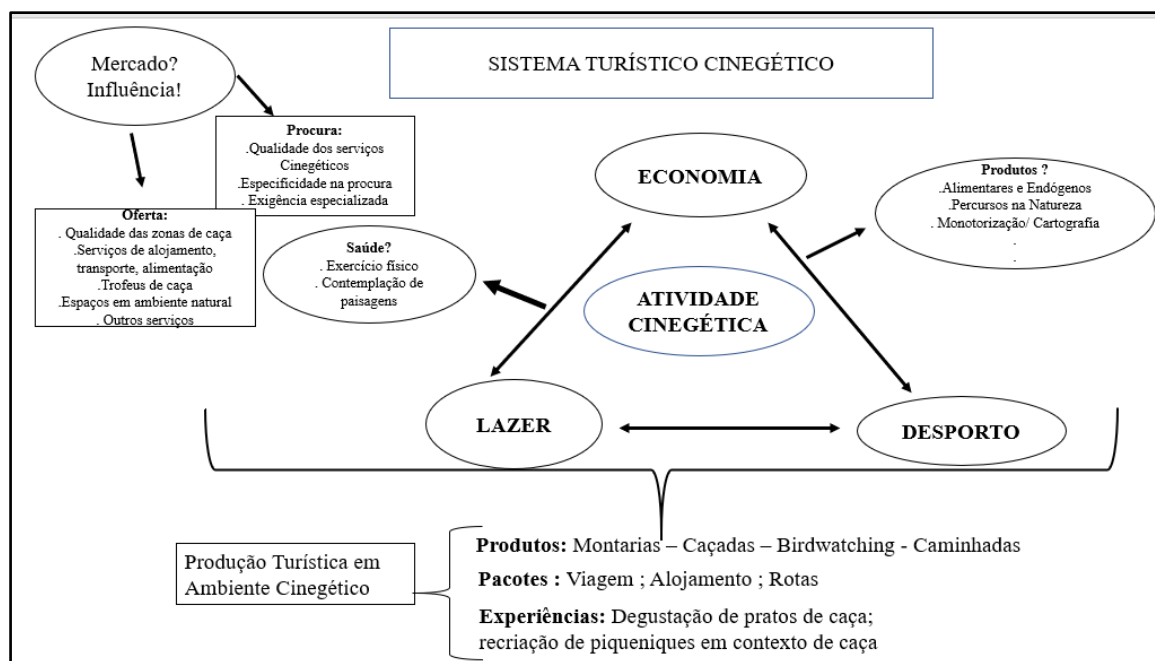 Mercado?
Influência!
SISTEMA TURÍSTICO CINEGÉTICO
Procura:
.Qualidade dos serviços
Cinegéticos
.Especificidade na procura
. Exigência especializada
Oferta:
. Qualidade das zonas de caça
.Serviços de alojamento,
transporte, alimentação
.Trofeus de caça
.Espaços em ambiente natural
. Outros serviços
Saúde?
. Exercício físico
. Contemplação de
paisagens
ECONOMIA
Produtos ?
.Alimentares e Endógenos
.Percursos na Natureza
. Monotorização/ Cartografia
.
.
ATIVIDADE
CINEGÉTICA
LAZER
DESPORTO
Produção Turística em
Ambiente Cinegético
Produtos: Montarias – Caçadas – Birdwatching - Caminhadas
Pacotes : Viagem ; Alojamento ; Rotas
Experiências: Degustação de pratos de caça;
recriação de piqueniques em contexto de caça